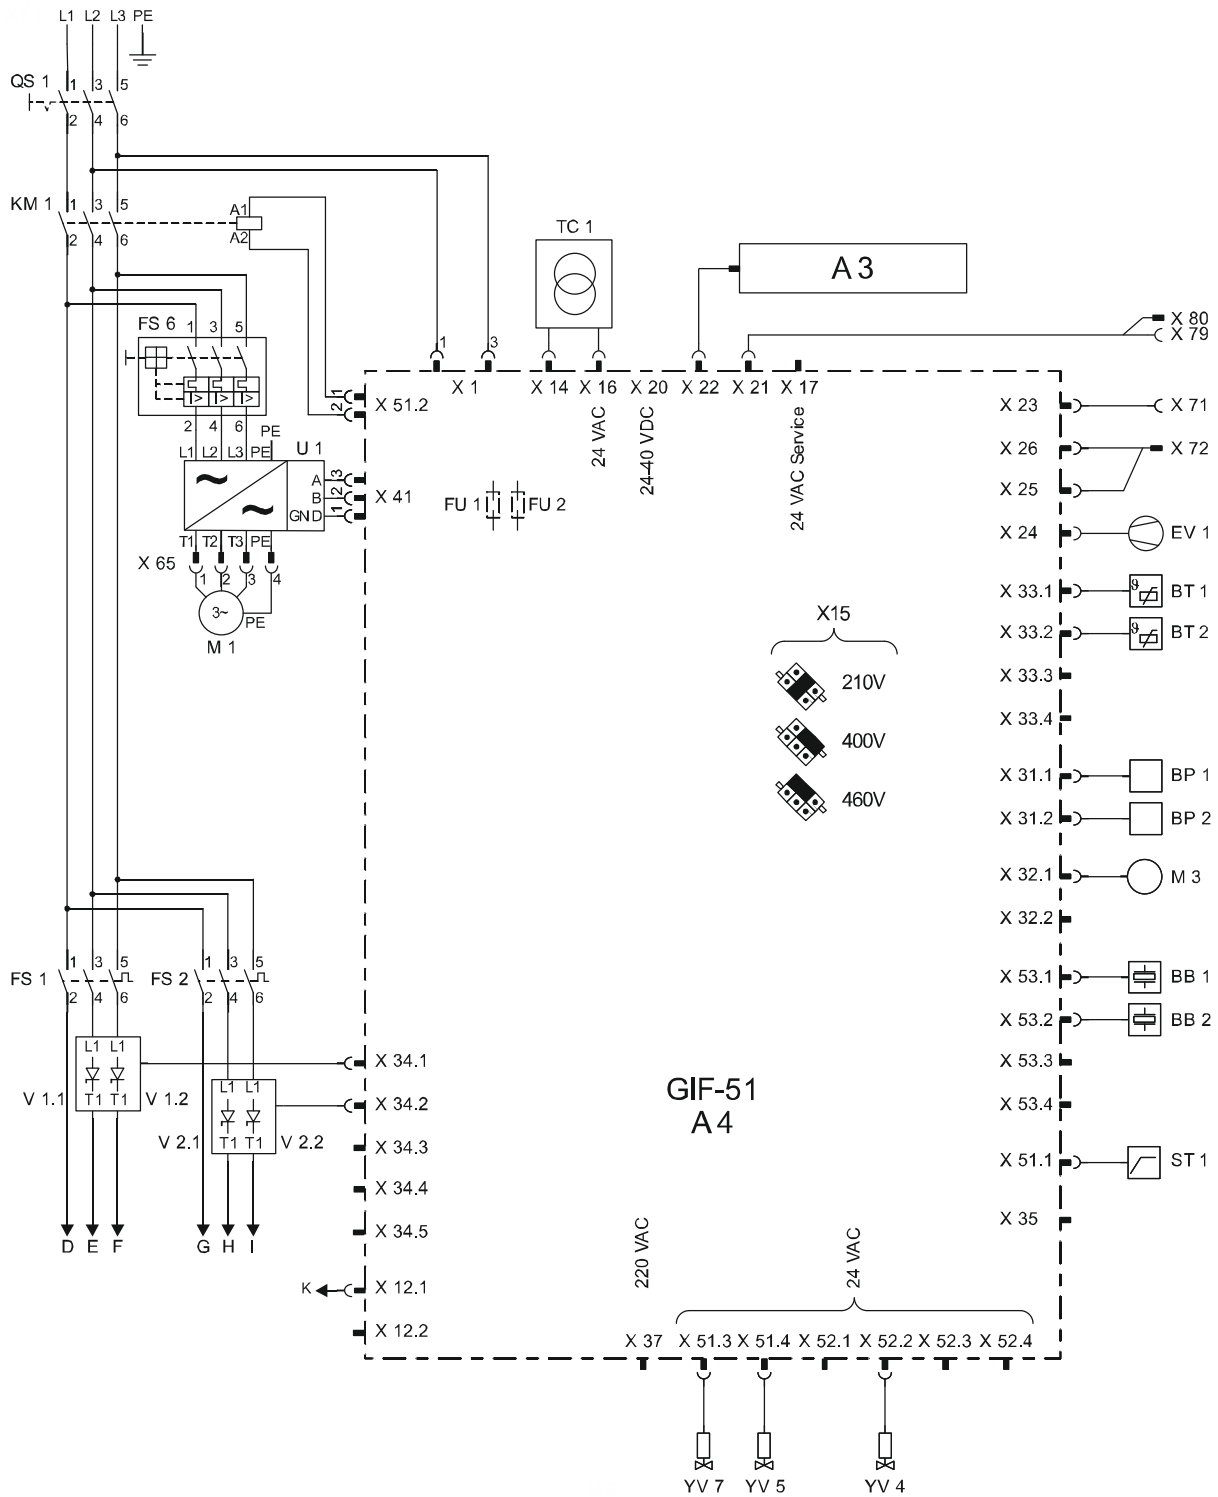 L1 L2 L3 PE
QS 1
1 3 5
2 4 6
KM 1
1 3 5
2 4 6
A1
A2
TC 1
A 3
X 80
X 79
FS 6
1 3 5
2 4 6
PE
L1 L2 L3 PE
U 1
A
B
GND
T1 T2 T3 PE
X 65
1 2 3 4
3~
PE
M 1
1 3
X 1
X 14
X 16
X 20
X 22
X 21
X 17
24 VAC
24-40 VDC
24 VAC Service
1
2
X 51.2
3
2
1
X 41
FU 1
FU 2
X 23
X 71
X 26
X 72
X 25
X 24
EV 1
X 33.1
ϑ
BT 1
X 33.2
ϑ
BT 2
X 33.3
X 33.4
X15
210V
400V
460V
X 31.1
BP 1
X 31.2
BP 2
X 32.1
M 3
X 32.2
X 53.1
BB 1
X 53.2
BB 2
X 53.3
X 53.4
X 51.1
ST 1
X 35
FS 1
1 3 5
2 4 6
FS 2
1 3 5
2 4 6
L1 L1
T1 T1
V 1.1
V 1.2
L1 L1
T1 T1
V 2.1
V 2.2
D E F
G H I
X 34.1
X 34.2
X 34.3
X 34.4
X 34.5
K
X 12.1
X 12.2
GIF-51
A 4
220 VAC
24 VAC
X 37
X 51.3
X 51.4
X 52.1
X 52.2
X 52.3
X 52.4
YV 7
YV 5
YV 4